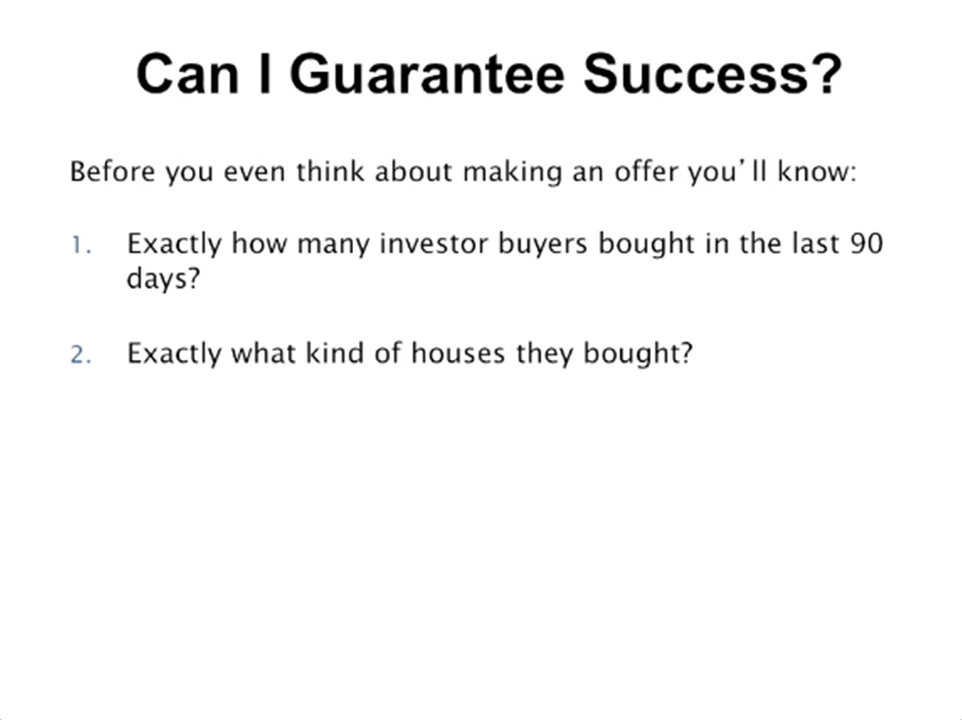 Can I Guarantee Success?
Before you even think about making an offer you’ll know:
1. Exactly how many investor buyers bought in the last 90
days?
2. Exactly what kind of houses they bought?